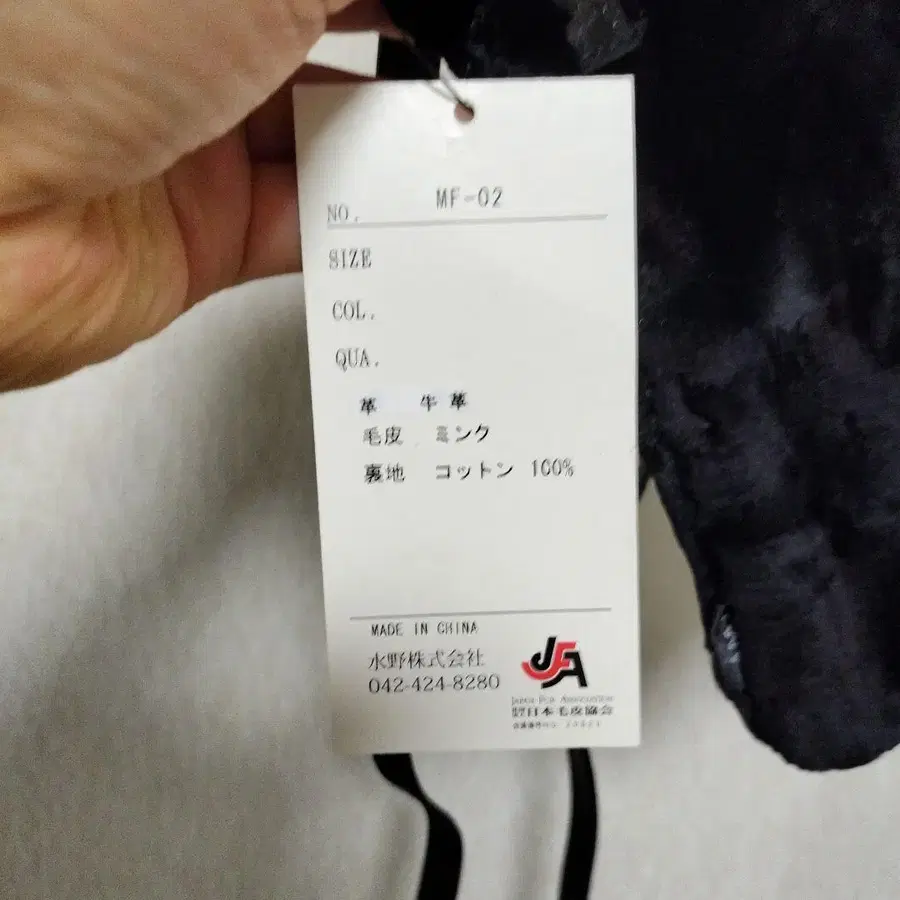 NO. MF-02
SIZE
COL.
QUA.
革 牛革
毛皮 ミンク
裏地 コットン 100%
MADE IN CHINA
水野株式会社
042-424-8280
JFA
JAPAN FUR ASSOCIATION
日本毛皮協会